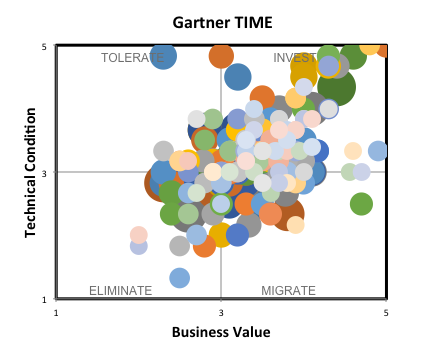 Gartner TIME
5
TOLERATE INVEST
Technical Condition
3
ELIMINATE MIGRATE
1
1 3 5
Business Value